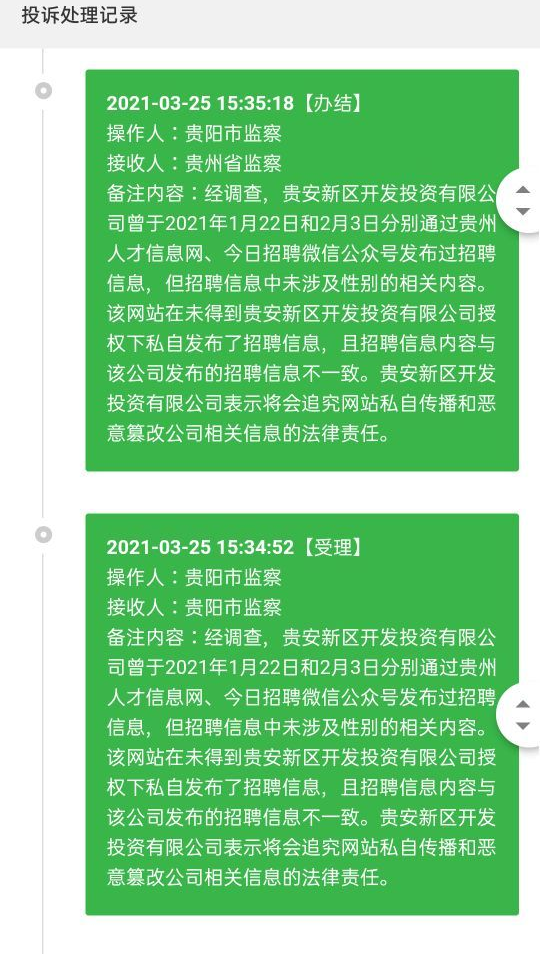 投诉处理记录
2021-03-25 15:35:18【办结】
操作人：贵阳市监察
接收人：贵州省监察
备注内容：经调查，贵安新区开发投资有限公
司曾于2021年1月22日和2月3日分别通过贵州
人才信息网、今日招聘微信公众号发布过招聘
信息，但招聘信息中未涉及性别的相关内容。
该网站在未得到贵安新区开发投资有限公司授
权下私自发布了招聘信息，且招聘信息内容与
该公司发布的招聘信息不一致。贵安新区开发
投资有限公司表示将会追究网站私自传播和恶
意篡改公司相关信息的法律责任。
2021-03-25 15:34:52【受理】
操作人：贵阳市监察
接收人：贵阳市监察
备注内容：经调查，贵安新区开发投资有限公
司曾于2021年1月22日和2月3日分别通过贵州
人才信息网、今日招聘微信公众号发布过招聘
信息，但招聘信息中未涉及性别的相关内容。
该网站在未得到贵安新区开发投资有限公司授
权下私自发布了招聘信息，且招聘信息内容与
该公司发布的招聘信息不一致。贵安新区开发
投资有限公司表示将会追究网站私自传播和恶
意篡改公司相关信息的法律责任。